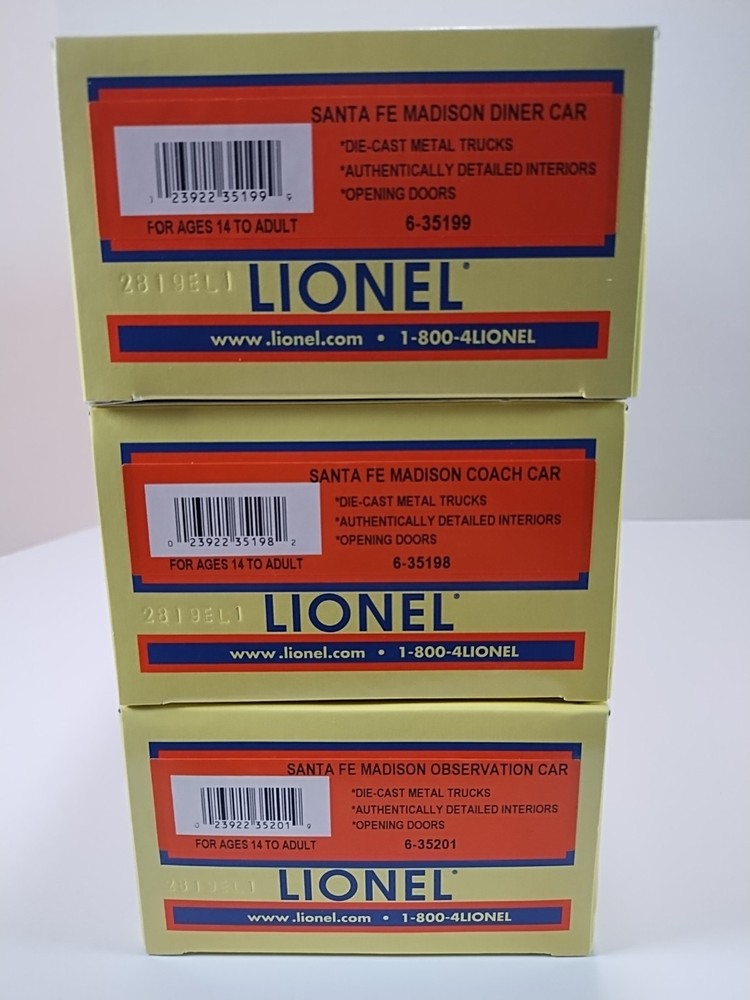 SANTA FE MADISON DINER CAR
*DIE-CAST METAL TRUCKS
*AUTHENTICALLY DETAILED INTERIORS
*OPENING DOORS
23922 35199 9
FOR AGES 14 TO ADULT
6-35199
2819EL1
LIONEL
www.lionel.com • 1-800-4LIONEL
SANTA FE MADISON COACH CAR
*DIE-CAST METAL TRUCKS
*AUTHENTICALLY DETAILED INTERIORS
*OPENING DOORS
0 23922 35198 2
FOR AGES 14 TO ADULT
6-35198
2819EL1
LIONEL
www.lionel.com • 1-800-4LIONEL
SANTA FE MADISON OBSERVATION CAR
*DIE-CAST METAL TRUCKS
*AUTHENTICALLY DETAILED INTERIORS
*OPENING DOORS
0 23922 35201 9
FOR AGES 14 TO ADULT
6-35201
2819EL1
LIONEL
www.lionel.com • 1-800-4LIONEL